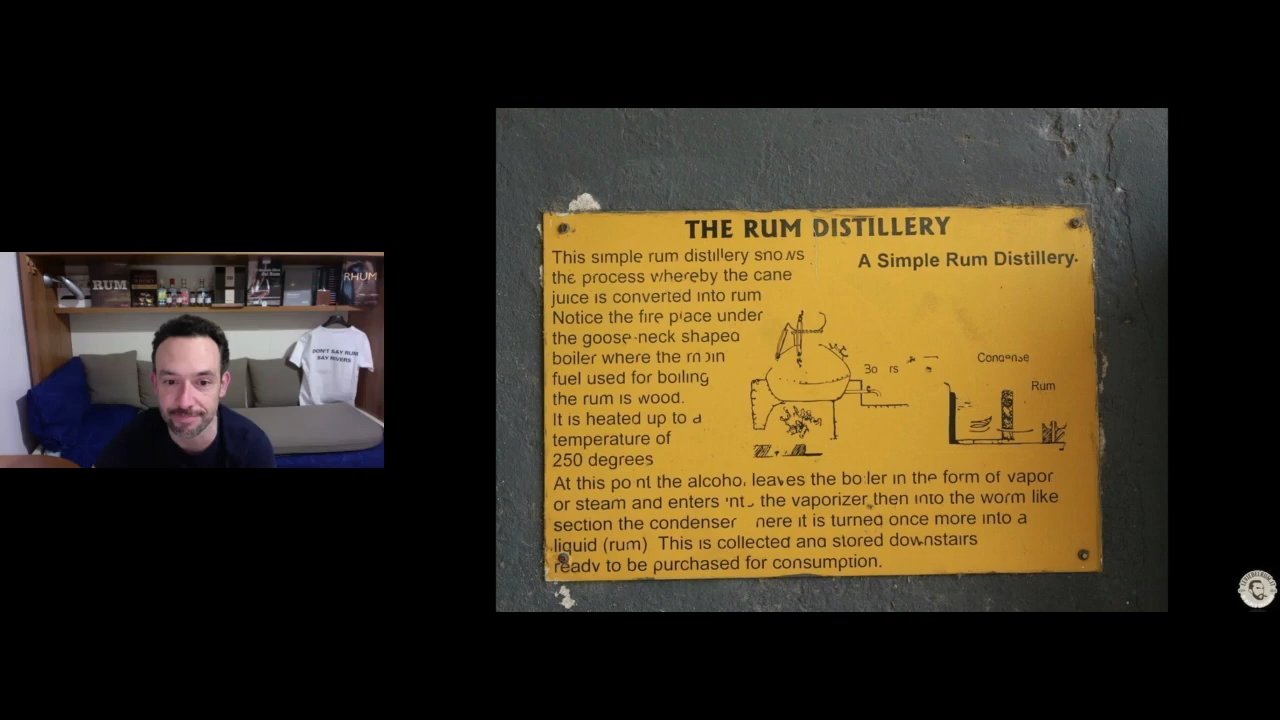 RUM
RHUM
DON'T SAY RUM
SAY RIVERS
THE RUM DISTILLERY
A Simple Rum Distillery.
This simple rum distillery shows
the process whereby the cane
juice is converted into rum
Notice the fire place under
the goose-neck shaped
boiler where the main
fuel used for boiling
the rum is wood.
It is heated up to a
temperature of
250 degrees
Condense
Rum
At this point the alcohol leaves the boiler in the form of vapor
or steam and enters into the vaporizer then into the worm like
section the condenser here it is turned once more into a
liquid (rum) This is collected and stored downstairs
ready to be purchased for consumption.